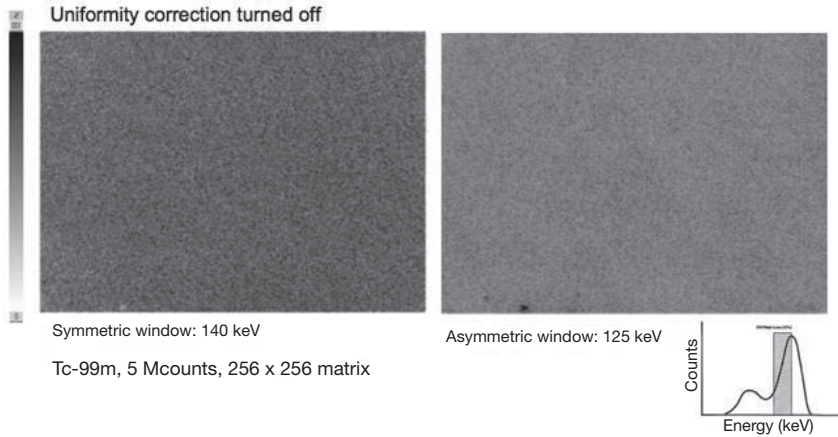 Uniformity correction turned off
Symmetric window: 140 keV
Asymmetric window: 125 keV
Tc-99m, 5 Mcounts, 256 x 256 matrix
Counts
Energy (keV)